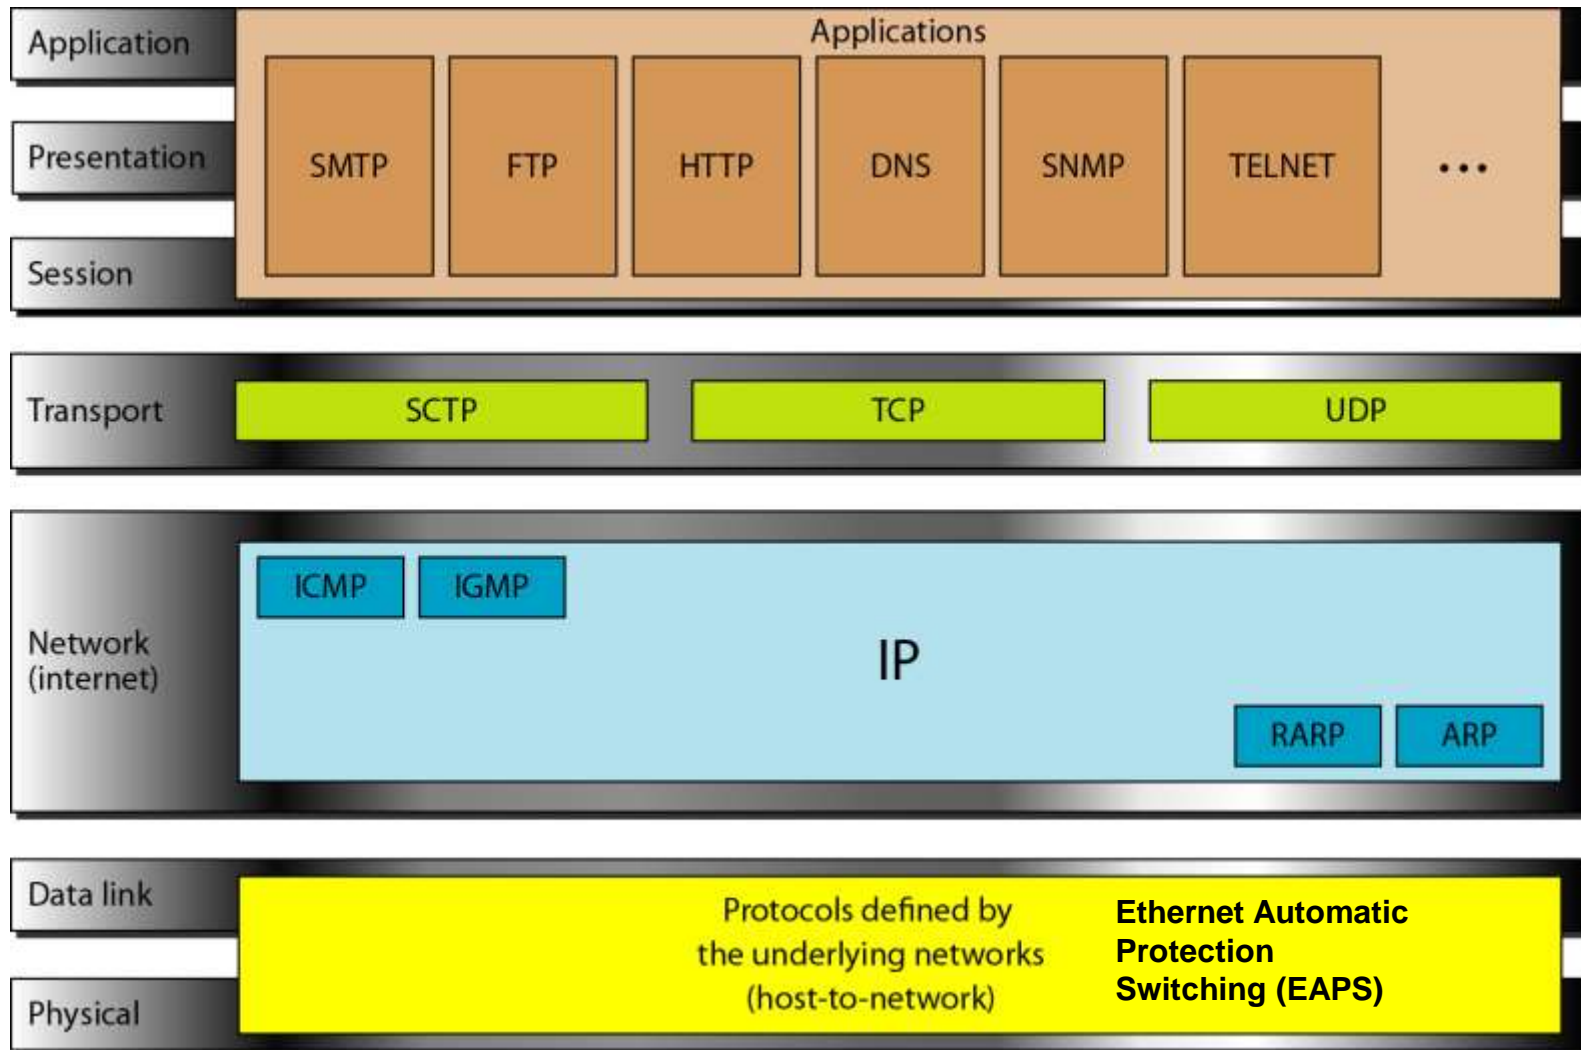 Application
Applications
Presentation
SMTP
FTP
HTTP
DNS
SNMP
TELNET
...
Session
Transport
SCTP
TCP
UDP
Network
(internet)
ICMP
IGMP
IP
RARP
ARP
Data link
Protocols defined by
the underlying networks
(host-to-network)
Ethernet Automatic
Protection
Switching (EAPS)
Physical